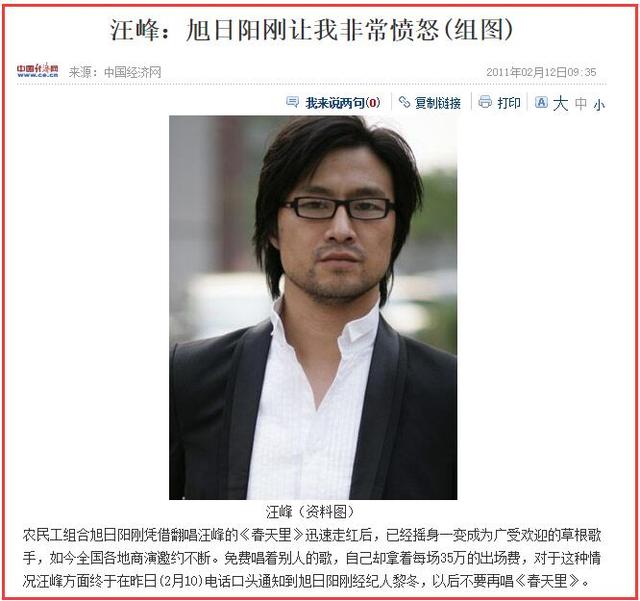 汪峰：旭日阳刚让我非常愤怒(组图)
中国经济网
www.ce.cn
来源：中国经济网
2011年02月12日09:35
我来说两句(0) 复制链接 打印 A 大 中 小
汪峰（资料图）
农民工组合旭日阳刚凭借翻唱汪峰的《春天里》迅速走红后，已经摇身一变成为广受欢迎的草根歌
手，如今全国各地商演邀约不断。免费唱着别人的歌，自己却拿着每场35万的出场费，对于这种情
况汪峰方面终于在昨日(2月10)电话口头通知到旭日阳刚经纪人黎冬，以后不要再唱《春天里》。